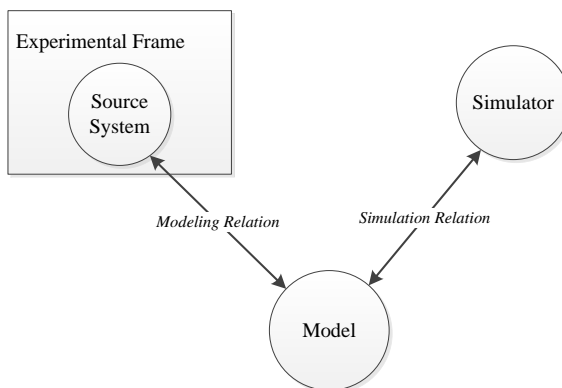 Experimental Frame
Source
System
Simulator
Modeling Relation
Simulation Relation
Model